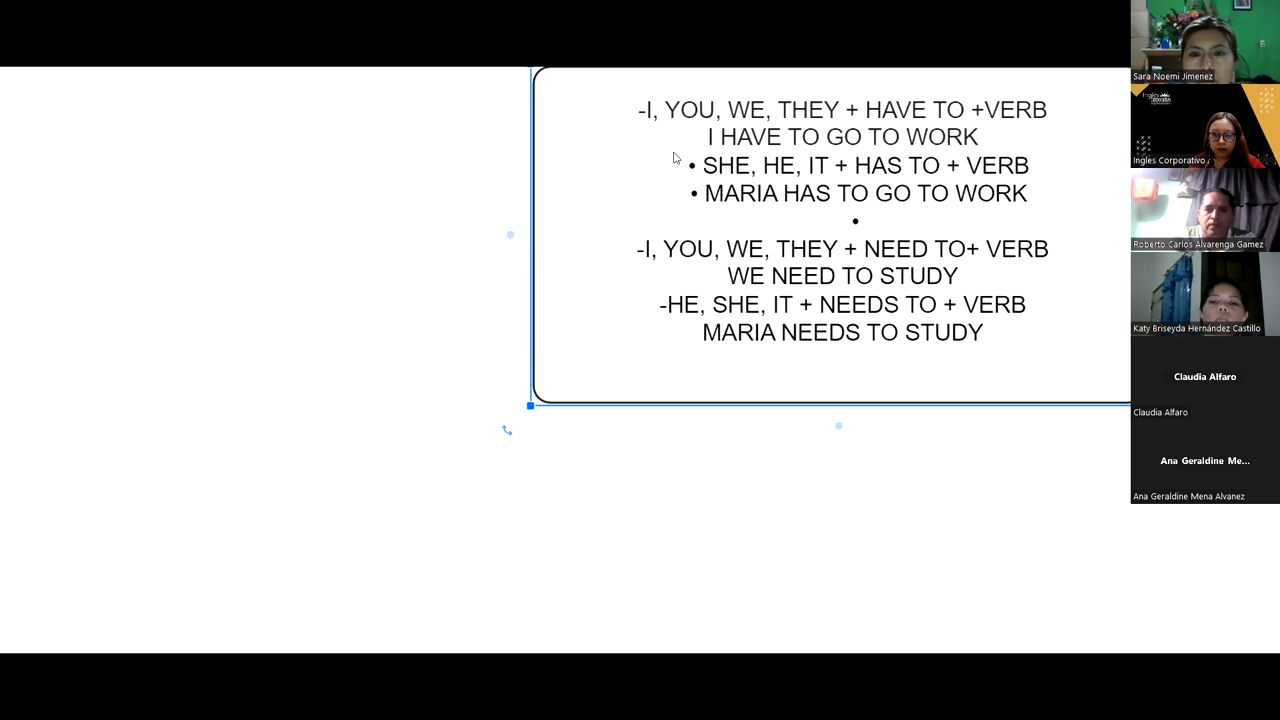 -I, YOU, WE, THEY + HAVE TO +VERB
I HAVE TO GO TO WORK
• SHE, HE, IT + HAS TO + VERB
• MARIA HAS TO GO TO WORK
•
-I, YOU, WE, THEY + NEED TO+ VERB
WE NEED TO STUDY
-HE, SHE, IT + NEEDS TO + VERB
MARIA NEEDS TO STUDY
Sara Noemi Jimenez
Ingles Corporativo
Roberto Carlos Alvarenga Gamez
Katy Briseyda Hernández Castillo
Claudia Alfaro
Claudia Alfaro
Ana Geraldine Me...
Ana Geraldine Mena Alvanez